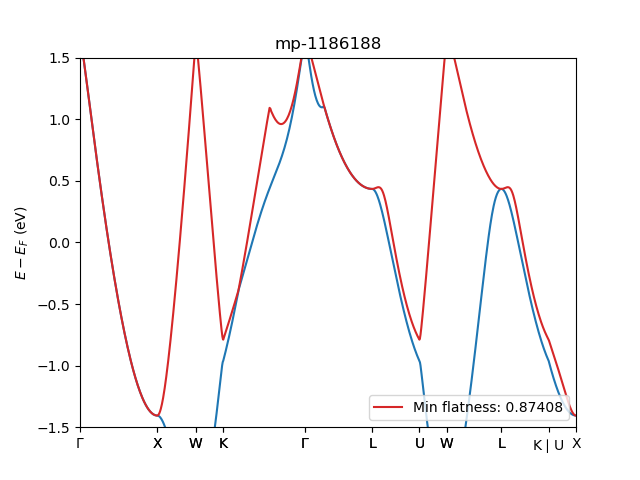 mp-1186188
1.5
1.0
0.5
0.0
−0.5
−1.0
−1.5
E − E_F (eV)
Min flatness: 0.87408
Γ X W K Γ L U W L K | U X